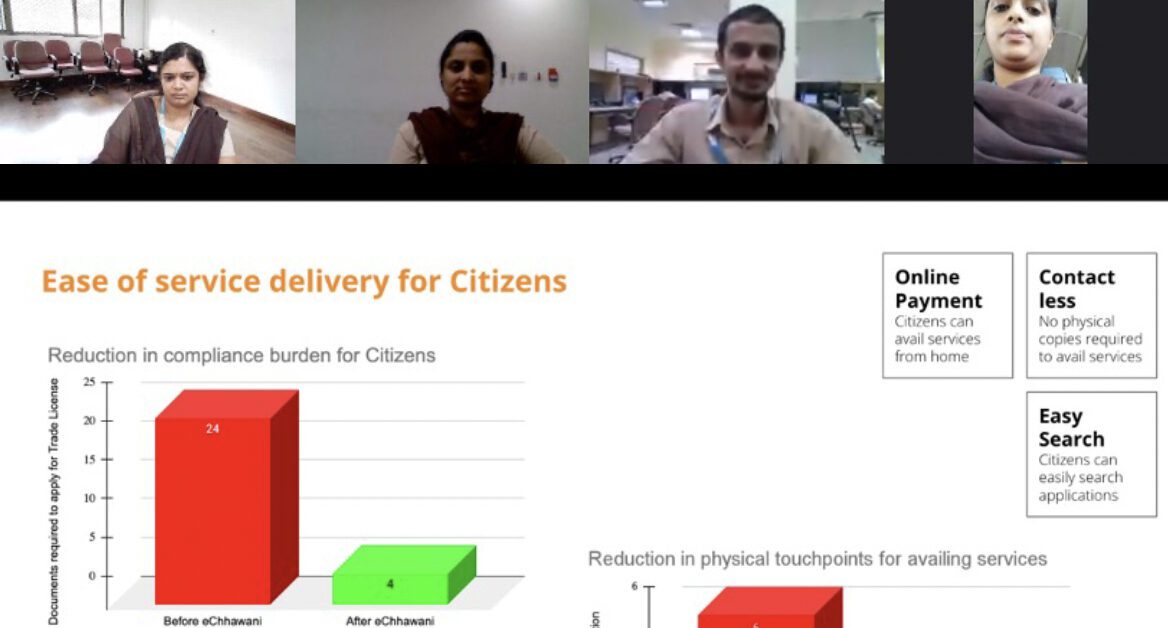 Ease of service delivery for Citizens
Online
Payment
Citizens can
avail services
from home
Contact
less
No physical
copies required
to avail services
Easy
Search
Citizens can
easily search
applications
Reduction in compliance burden for Citizens
Documents required to apply for Trade License
25
20
15
10
5
0
24
4
Before eChhawani
After eChhawani
Reduction in physical touchpoints for availing services
6